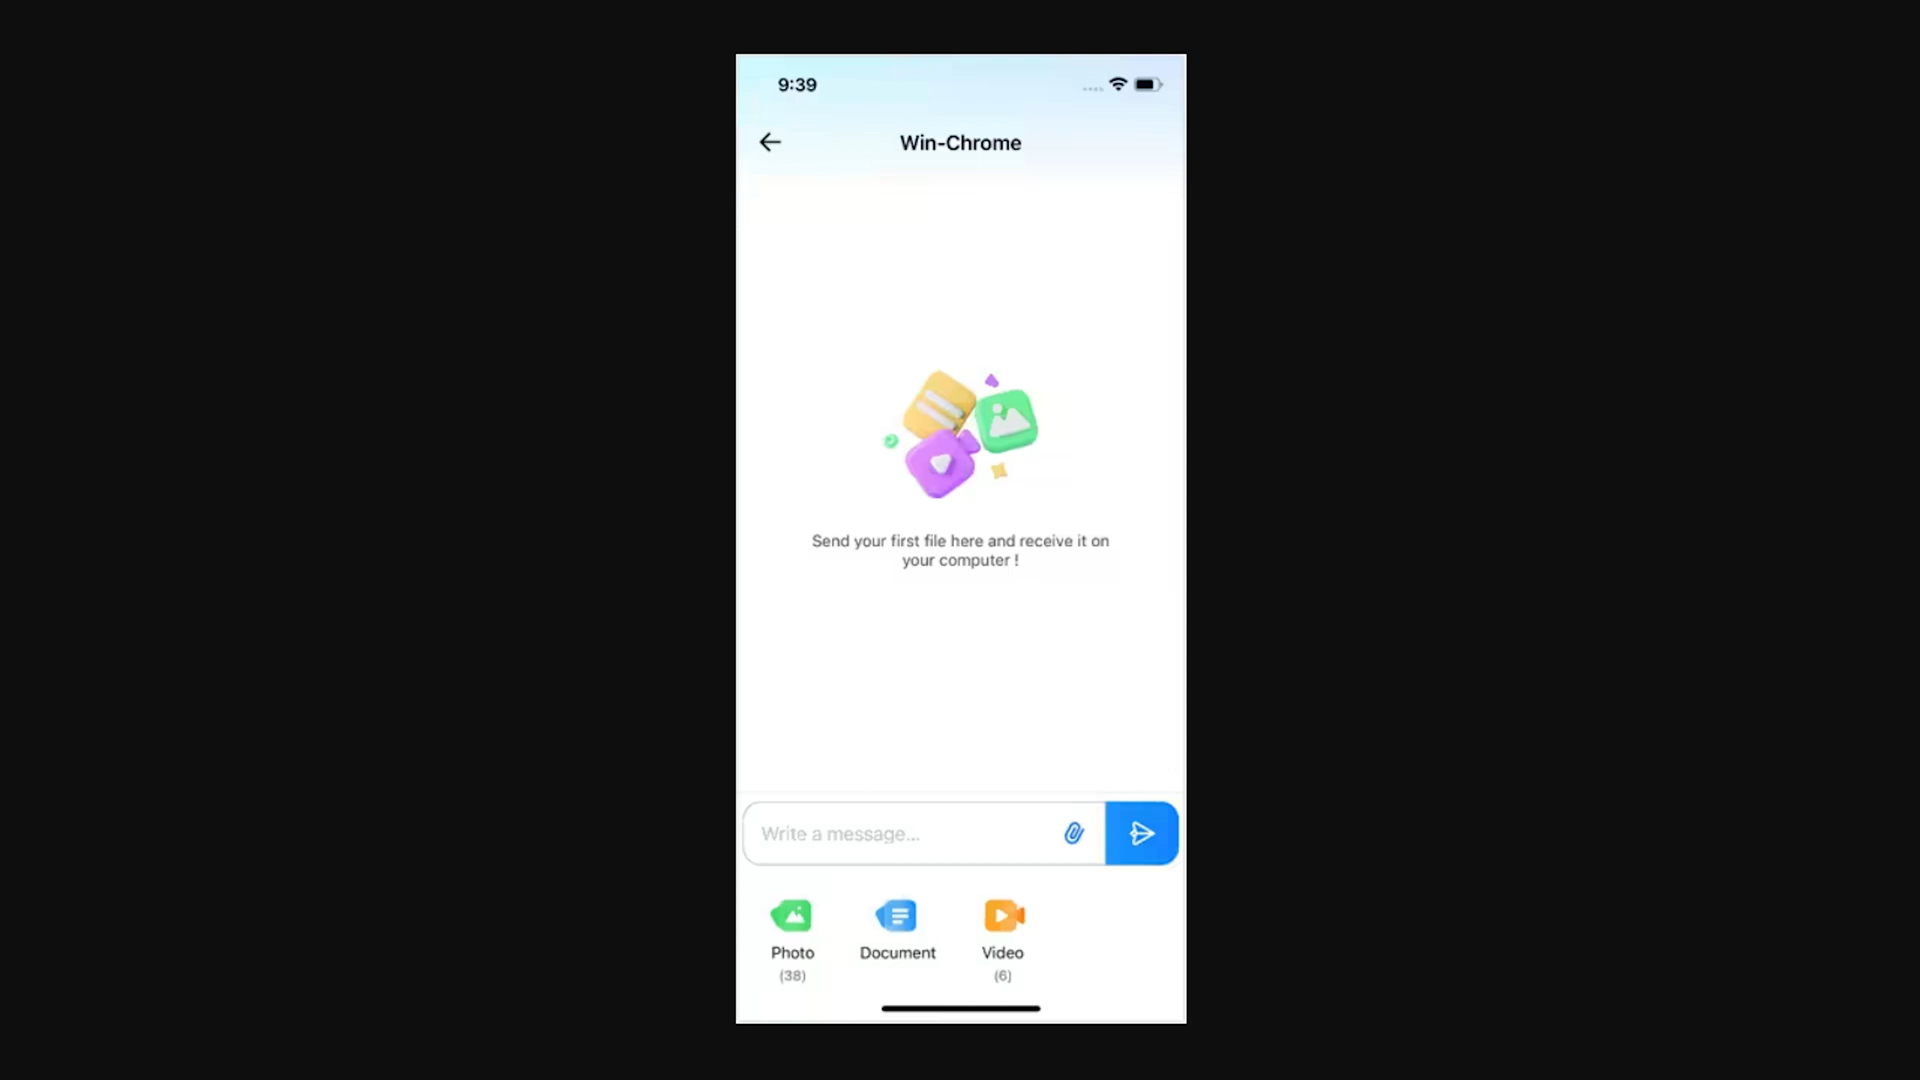 9:39
Win-Chrome
Send your first file here and receive it on
your computer !
Write a message...
Photo
Document
Video
(38)
(6)